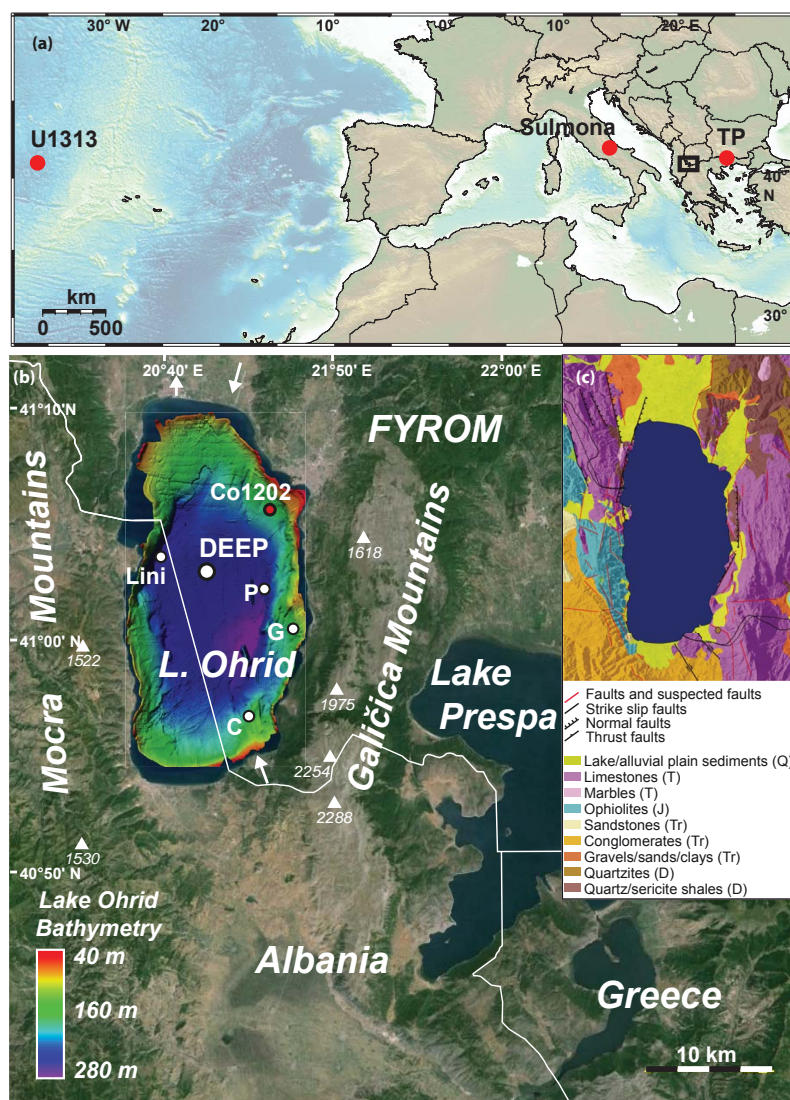 (a)
30° W
20°
10°
0°
10°
20° E
U1313
Sulmona
TP
40°
N
km
0 500
30°
(b)
20°40' E
21°50' E
22°00' E
(c)
41°10'N
FYROM
Mocra Mountains
Co1202
1618
DEEP
Lini
P
G
41°00' N
1522
L. Ohrid
Galičica Mountains
Lake
Prespa
1975
C
2254
2288
Faults and suspected faults
Strike slip faults
Normal faults
Thrust faults
Lake/alluvial plain sediments (Q)
Limestones (T)
Marbles (T)
Ophiolites (J)
Sandstones (Tr)
Conglomerates (Tr)
Gravels/sands/clays (Tr)
Quartzites (D)
Quartz/sericite shales (D)
1530
40°50' N
Lake Ohrid
Bathymetry
40 m
160 m
280 m
Albania
Greece
10 km